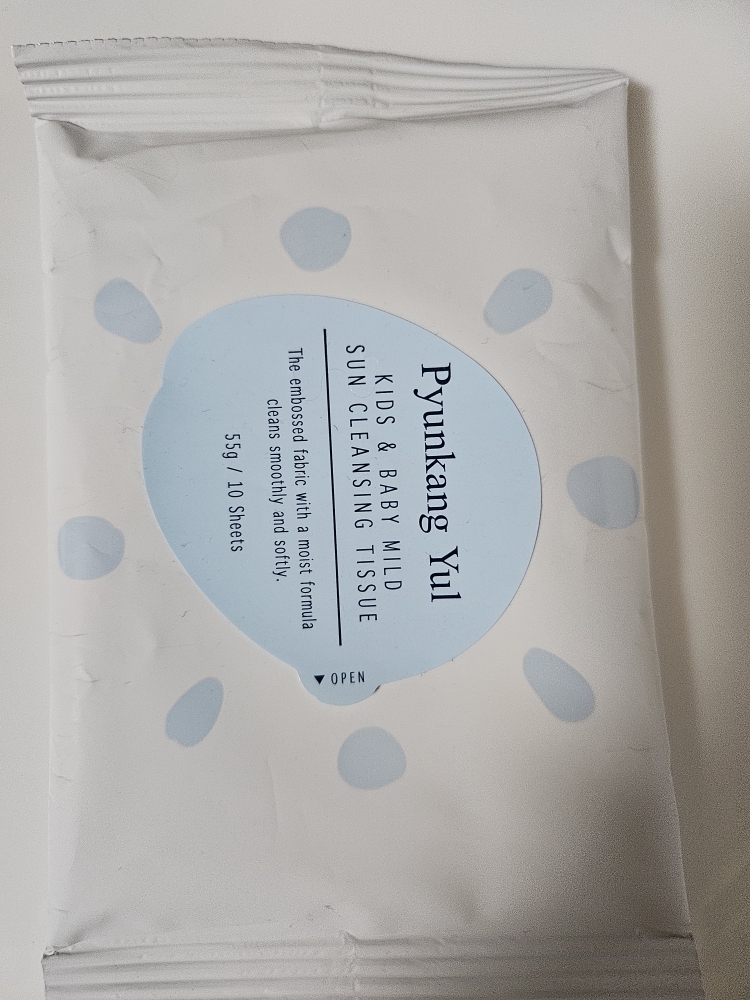 Pyunkang Yul
KIDS & BABY MILD
SUN CLEANSING TISSUE
The embossed fabric with a moist formula
cleans smoothly and softly.
55g / 10 Sheets
▼ OPEN